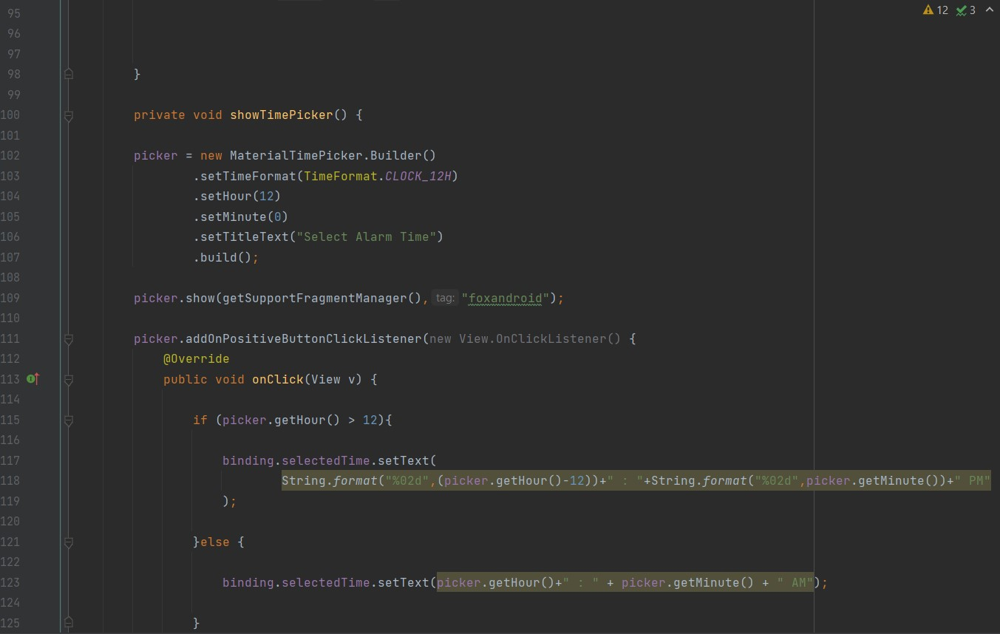 95
12 3
96
97
98 }
99
100 private void showTimePicker() {
101
102 picker = new MaterialTimePicker.Builder()
103 .setTimeFormat(TimeFormat.CLOCK_12H)
104 .setHour(12)
105 .setMinute(0)
106 .setTitleText("Select Alarm Time")
107 .build();
108
109 picker.show(getSupportFragmentManager(), tag: "foxandroid");
110
111 picker.addOnPositiveButtonClickListener(new View.OnClickListener() {
112 @Override
113 public void onClick(View v) {
114
115 if (picker.getHour() > 12){
116
117 binding.selectedTime.setText(
118 String.format("%02d",(picker.getHour()-12))+" : "+String.format("%02d",picker.getMinute())+" PM"
119 );
120
121 }else {
122
123 binding.selectedTime.setText(picker.getHour()+" : " + picker.getMinute() + " AM");
124
125 }